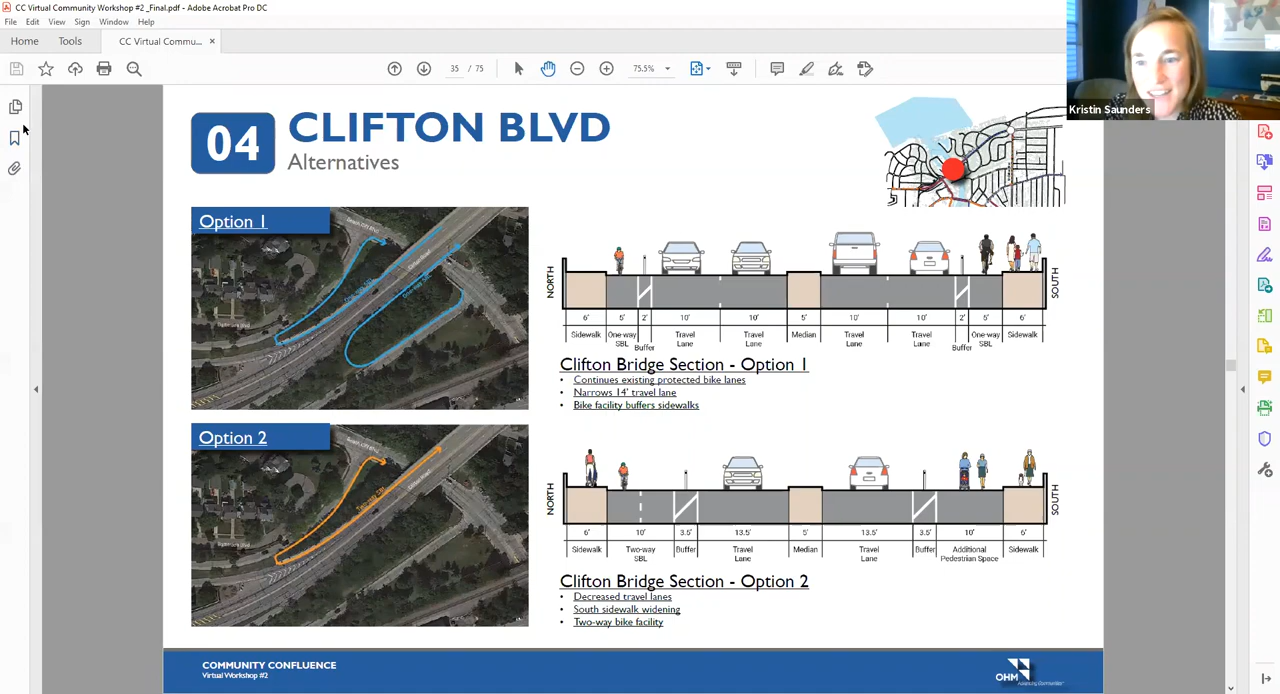 CC Virtual Community Workshop #2 _Final.pdf - Adobe Acrobat Pro DC
File Edit View Sign Window Help
Home Tools CC Virtual Commu... ×
35 / 75 75.5%
Kristin Saunders
04 CLIFTON BLVD
Alternatives
Option 1
NORTH
SOUTH
6' 5' 2' 10' 10' 5' 10' 10' 2' 5' 6'
Sidewalk One-way SBL Buffer Travel Lane Travel Lane Median Travel Lane Travel Lane Buffer One-way SBL Sidewalk
Clifton Bridge Section - Option 1
• Continues existing protected bike lanes
• Narrows 14' travel lane
• Bike facility buffers sidewalks
Option 2
Clifton Road
NORTH
SOUTH
6' 10' 3.5' 13.5' 5' 13.5' 3.5' 10' 6'
Sidewalk Two-way SBL Buffer Travel Lane Median Travel Lane Buffer Additional Pedestrian Space Sidewalk
Clifton Bridge Section - Option 2
• Decreased travel lanes
• South sidewalk widening
• Two-way bike facility
COMMUNITY CONFLUENCE
Virtual Workshop #2
OHM
Advancing Communities